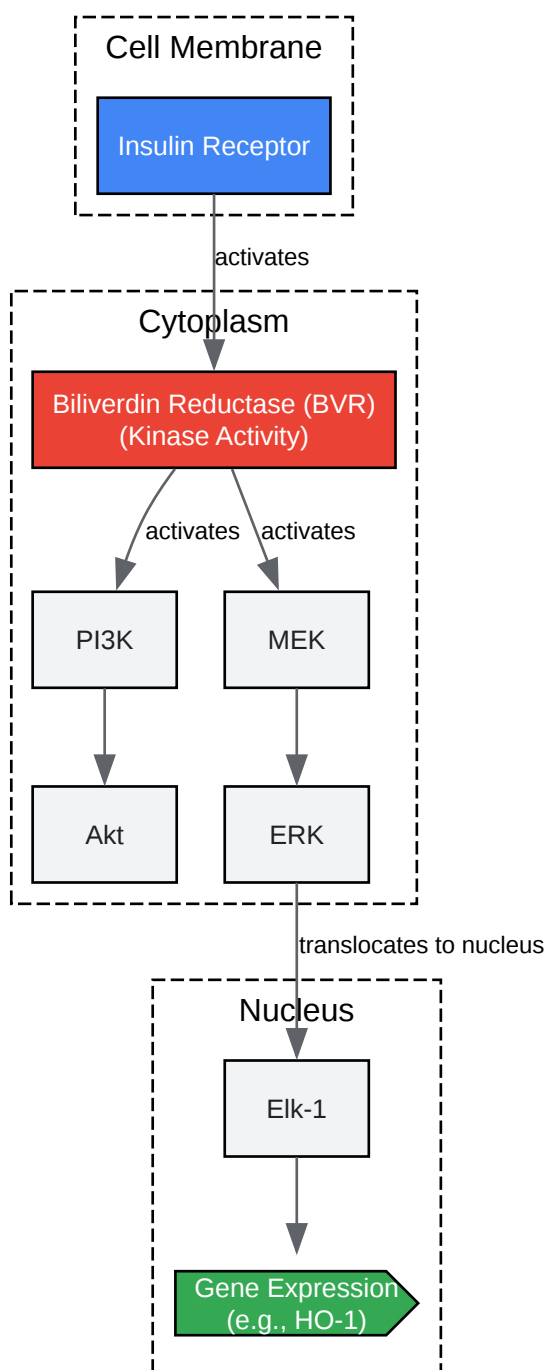 Cell Membrane
Insulin Receptor
activates
Cytoplasm
Biliverdin Reductase (BVR)
(Kinase Activity)
activates
activates
PI3K
MEK
Akt
ERK
translocates to nucleus
Nucleus
Elk-1
Gene Expression
(e.g., HO-1)